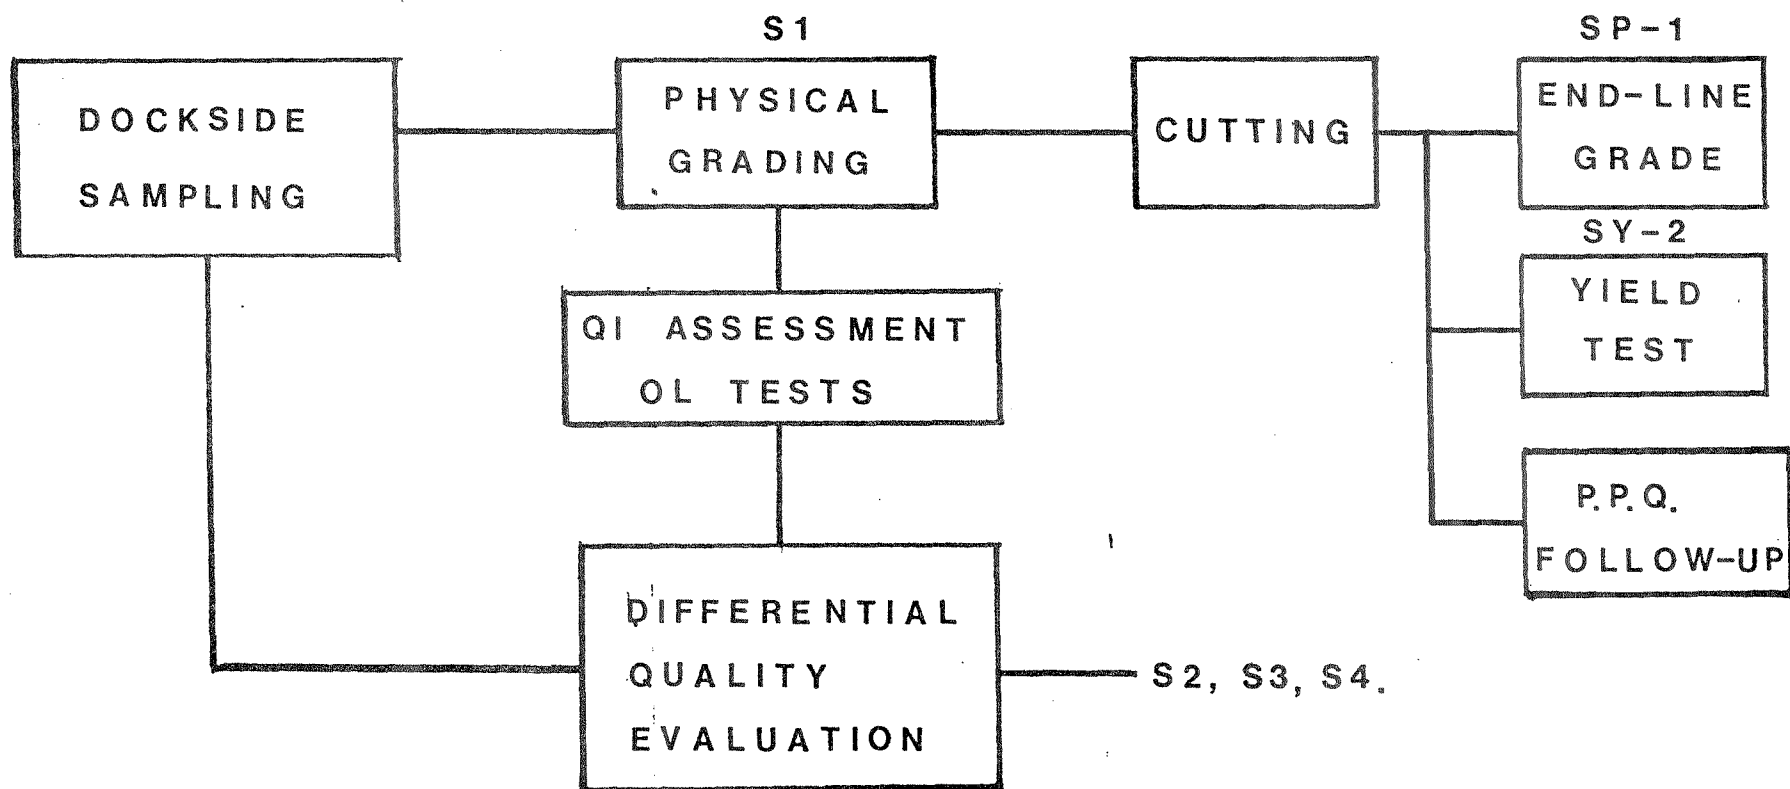 S1
SP-1
DOCKSIDE
SAMPLING
PHYSICAL
GRADING
CUTTING
END-LINE
GRADE
SY-2
YIELD
TEST
QI ASSESSMENT
OL TESTS
P.P.Q.
FOLLOW-UP
DIFFERENTIAL
QUALITY
EVALUATION
S2, S3, S4.